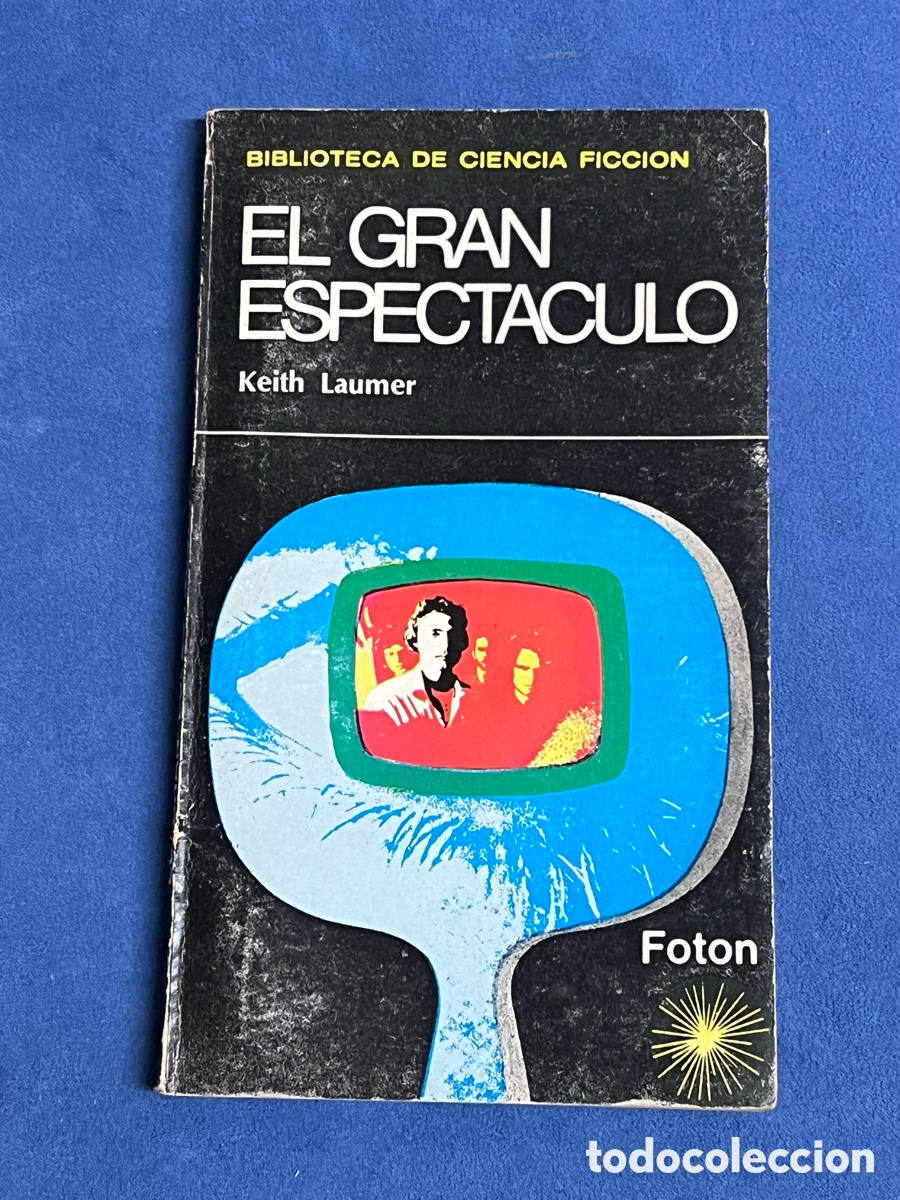 BIBLIOTECA DE CIENCIA FICCION
EL GRAN
ESPECTACULO
Keith Laumer
Foton
todocoleccion